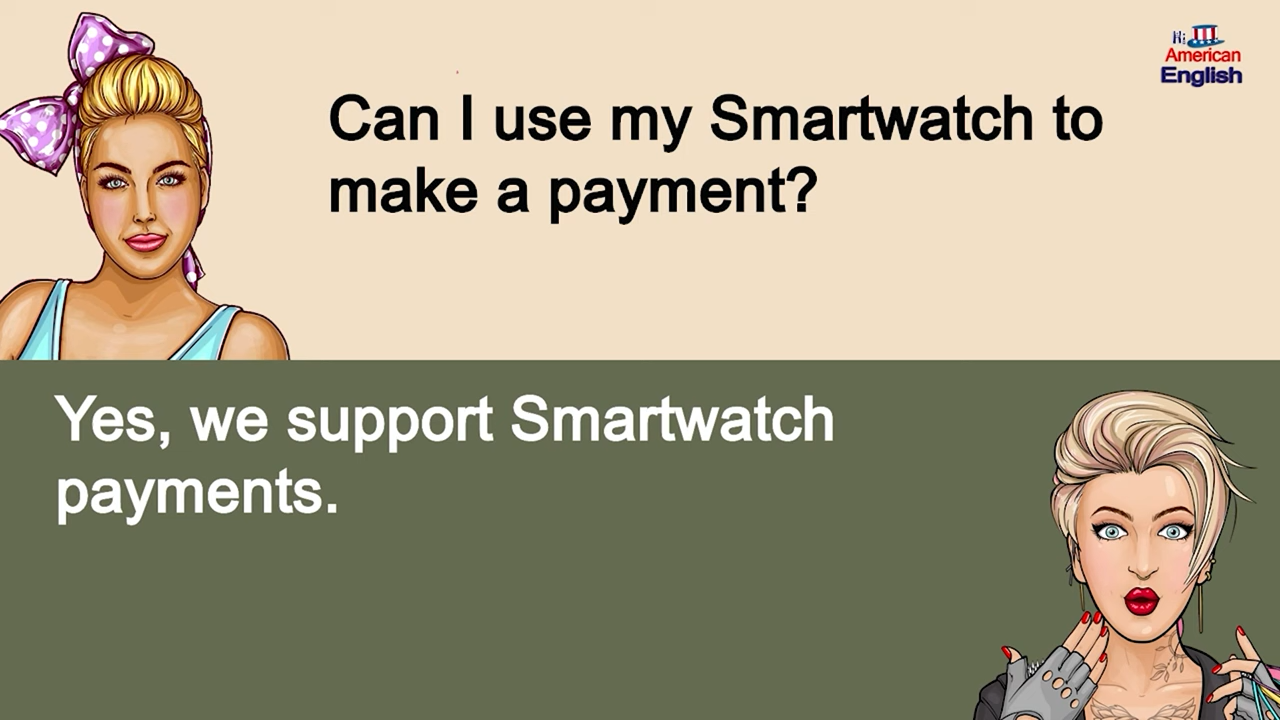 Hi
American
English
Can I use my Smartwatch to
make a payment?
Yes, we support Smartwatch
payments.